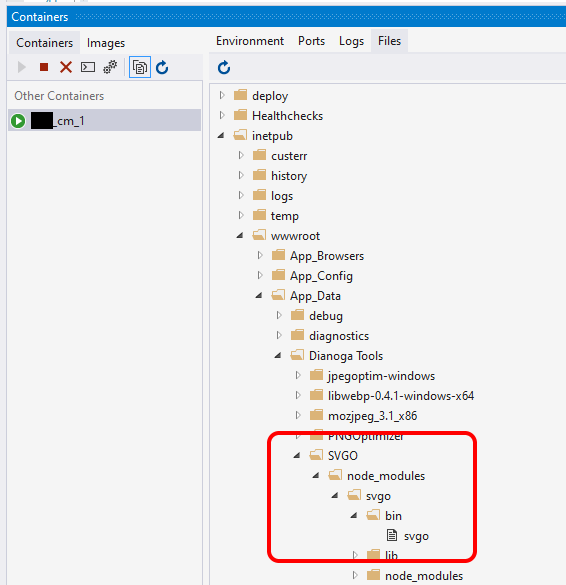 Containers
Containers Images
Other Containers
_cm_1
Environment Ports Logs Files
deploy
Healthchecks
inetpub
custerr
history
logs
temp
wwwroot
App_Browsers
App_Config
App_Data
debug
diagnostics
Dianoga Tools
jpegoptim-windows
libwebp-0.4.1-windows-x64
mozjpeg_3.1_x86
PNGOptimizer
SVGO
node_modules
svgo
bin
svgo
lib
node_modules